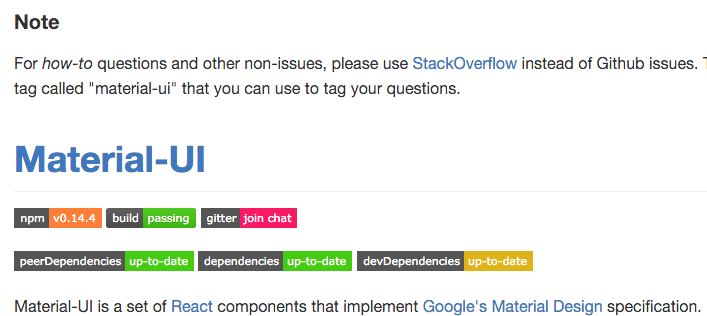 Note
For how-to questions and other non-issues, please use StackOverflow instead of Github issues.
tag called "material-ui" that you can use to tag your questions.
Material-UI
npm v0.14.4 build passing gitter join chat
peerDependencies up-to-date dependencies up-to-date devDependencies up-to-date
Material-UI is a set of React components that implement Google's Material Design specification.